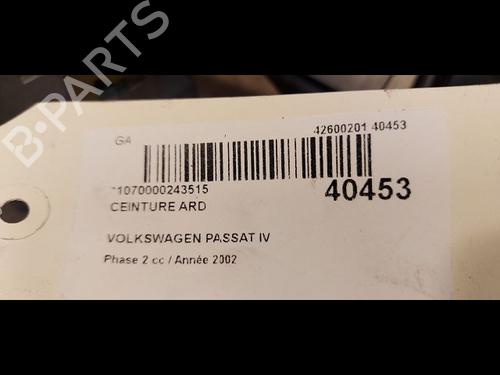 B-PARTS
GA
42600201 40453
*1070000243515
40453
CEINTURE ARD
VOLKSWAGEN PASSAT IV
Phase 2 cc / Année 2002